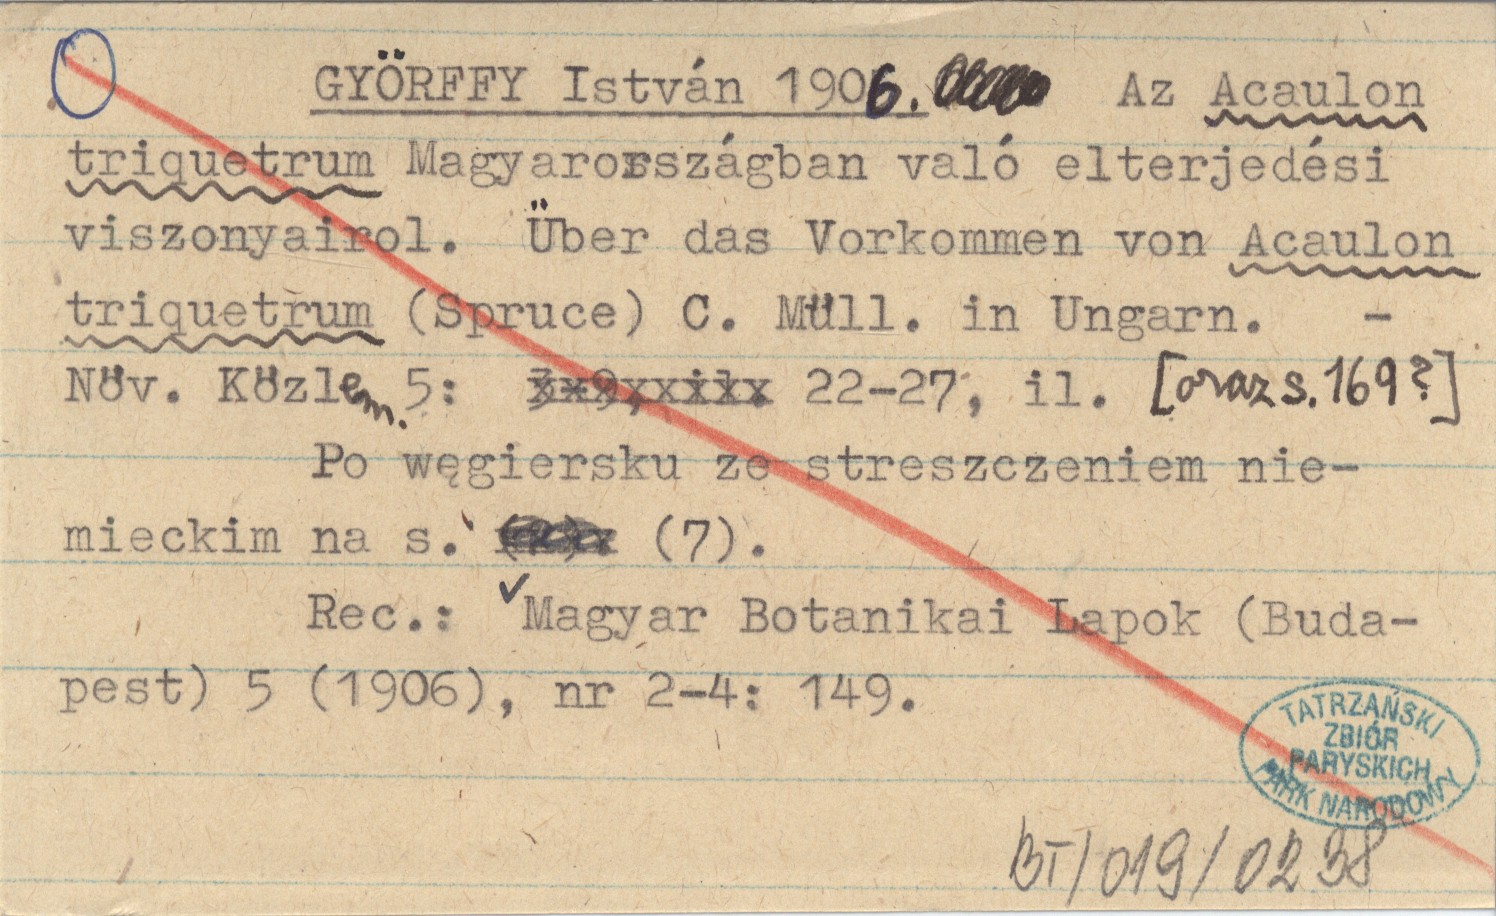 GYÖRFFY István 1906. Az Acaulon
triquetrum Magyarországban való elterjedési
viszonyairol. Über das Vorkommen von Acaulon
triquetrum (Spruce) C. Müll. in Ungarn. -
Növ. Közlem. 5: 22-27, il. [oraz s. 169?]
Po węgiersku ze streszczeniem nie-
mieckim na s. (7).
Rec.: ✓Magyar Botanikai Lapok (Buda-
pest) 5 (1906), nr 2-4: 149.
TATRZAŃSKI
ZBIÓR
PARYSKICH
PARK NARODOWY
BT/019/0238